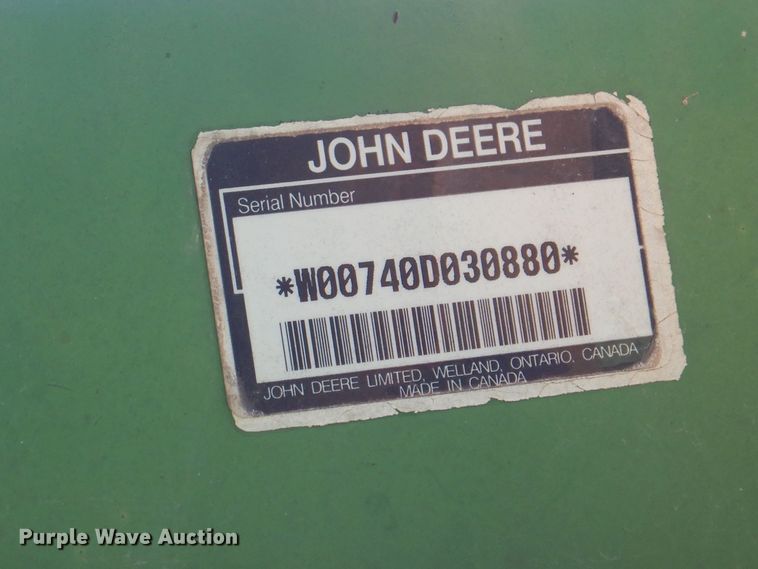 JOHN DEERE
Serial Number
*W00740D030880*
JOHN DEERE LIMITED, WELLAND, ONTARIO, CANADA
MADE IN CANADA
Purple Wave Auction